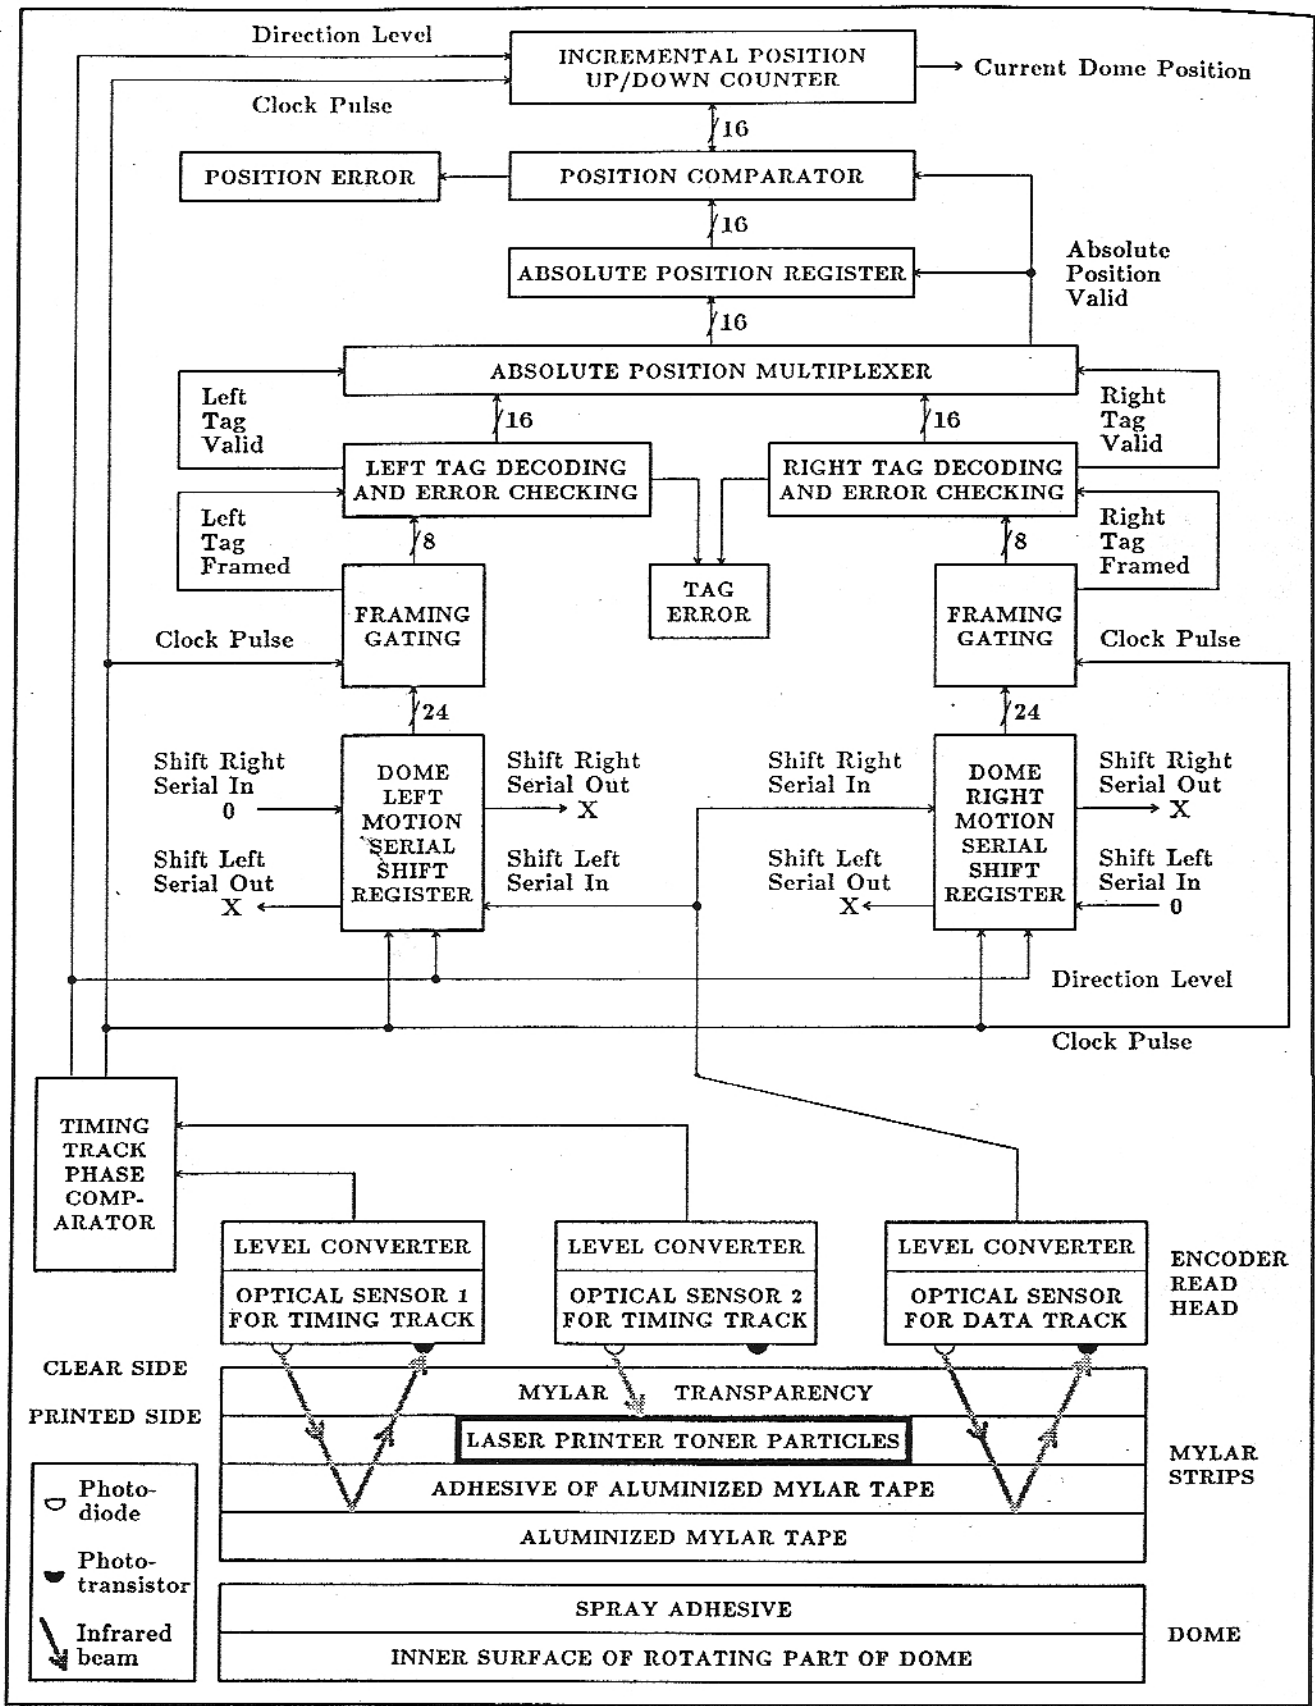 Direction Level
INCREMENTAL POSITION
UP/DOWN COUNTER
Current Dome Position
Clock Pulse
16
POSITION ERROR
POSITION COMPARATOR
16
Absolute
Position
Valid
ABSOLUTE POSITION REGISTER
16
ABSOLUTE POSITION MULTIPLEXER
Left
Tag
Valid
16
16
Right
Tag
Valid
LEFT TAG DECODING
AND ERROR CHECKING
RIGHT TAG DECODING
AND ERROR CHECKING
Left
Tag
Framed
8
8
Right
Tag
Framed
TAG
ERROR
FRAMING
GATING
FRAMING
GATING
Clock Pulse
Clock Pulse
24
24
Shift Right
Serial In
0
DOME
LEFT
MOTION
SERIAL
SHIFT
REGISTER
Shift Right
Serial Out
X
Shift Right
Serial In
DOME
RIGHT
MOTION
SERIAL
SHIFT
REGISTER
Shift Right
Serial Out
X
Shift Left
Serial Out
X
Shift Left
Serial In
Shift Left
Serial Out
X
Shift Left
Serial In
0
Direction Level
Clock Pulse
TIMING
TRACK
PHASE
COMP-
ARATOR
LEVEL CONVERTER
OPTICAL SENSOR 1
FOR TIMING TRACK
LEVEL CONVERTER
OPTICAL SENSOR 2
FOR TIMING TRACK
LEVEL CONVERTER
OPTICAL SENSOR
FOR DATA TRACK
ENCODER
READ
HEAD
CLEAR SIDE
MYLAR TRANSPARENCY
PRINTED SIDE
LASER PRINTER TONER PARTICLES
MYLAR
STRIPS
ADHESIVE OF ALUMINIZED MYLAR TAPE
ALUMINIZED MYLAR TAPE
Photo-
diode
Photo-
transistor
Infrared
beam
SPRAY ADHESIVE
INNER SURFACE OF ROTATING PART OF DOME
DOME